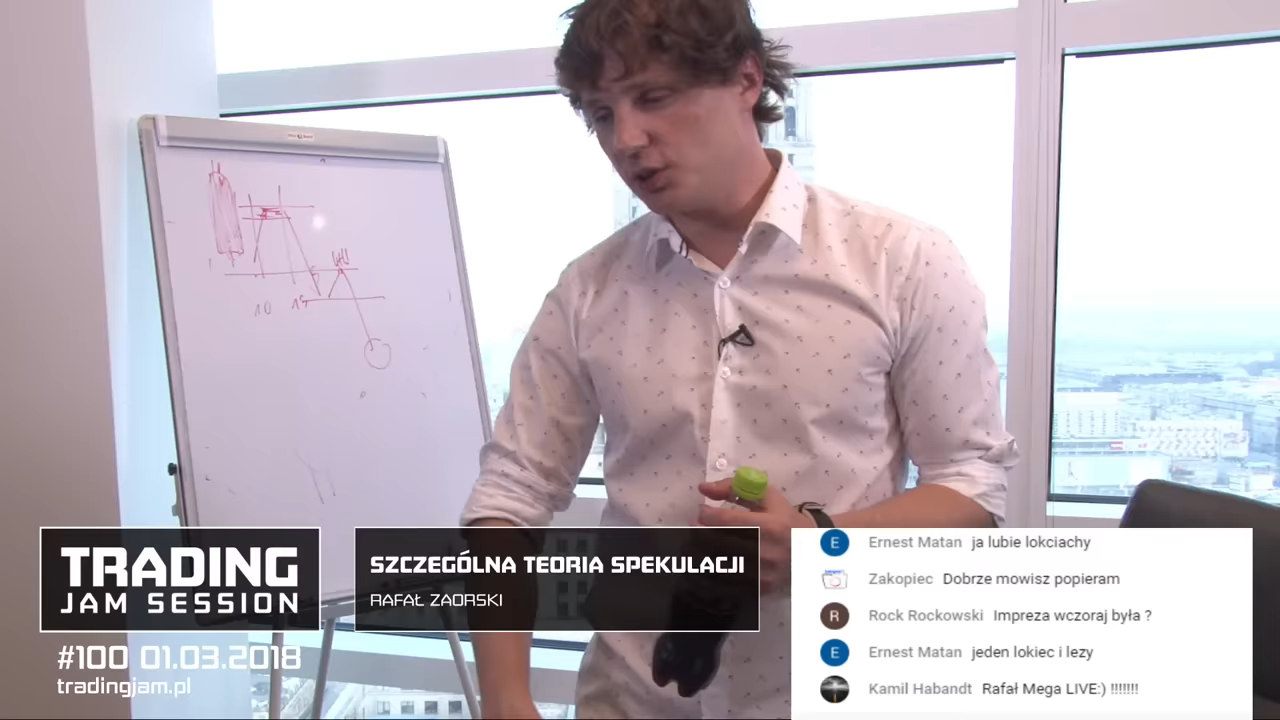 10 15
TRADING
JAM SESSION
#100 01.03.2018
tradingjam.pl
SZCZEGÓLNA TEORIA SPEKULACJI
RAFAŁ ZAORSKI
E Ernest Matan ja lubie lokciachy
Zakopiec Dobrze mowisz popieram
R Rock Rockowski Impreza wczoraj była ?
E Ernest Matan jeden lokiec i lezy
Kamil Habandt Rafał Mega LIVE:) !!!!!!!